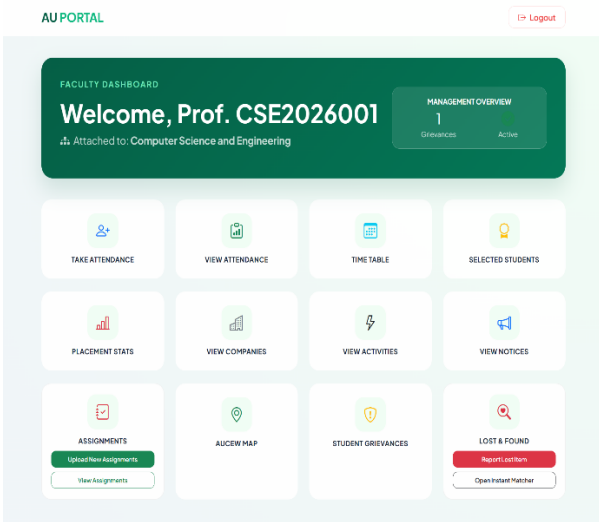 AU PORTAL
Logout
FACULTY DASHBOARD
Welcome, Prof. CSE2026001
Attached to: Computer Science and Engineering
MANAGEMENT OVERVIEW
1
Grievances
Active
TAKE ATTENDANCE
VIEW ATTENDANCE
TIME TABLE
SELECTED STUDENTS
PLACEMENT STATS
VIEW COMPANIES
VIEW ACTIVITIES
VIEW NOTICES
ASSIGNMENTS
Upload New Assignments
View Assignments
AUCEW MAP
STUDENT GRIEVANCES
LOST & FOUND
Report Lost Item
Open Instant Matcher